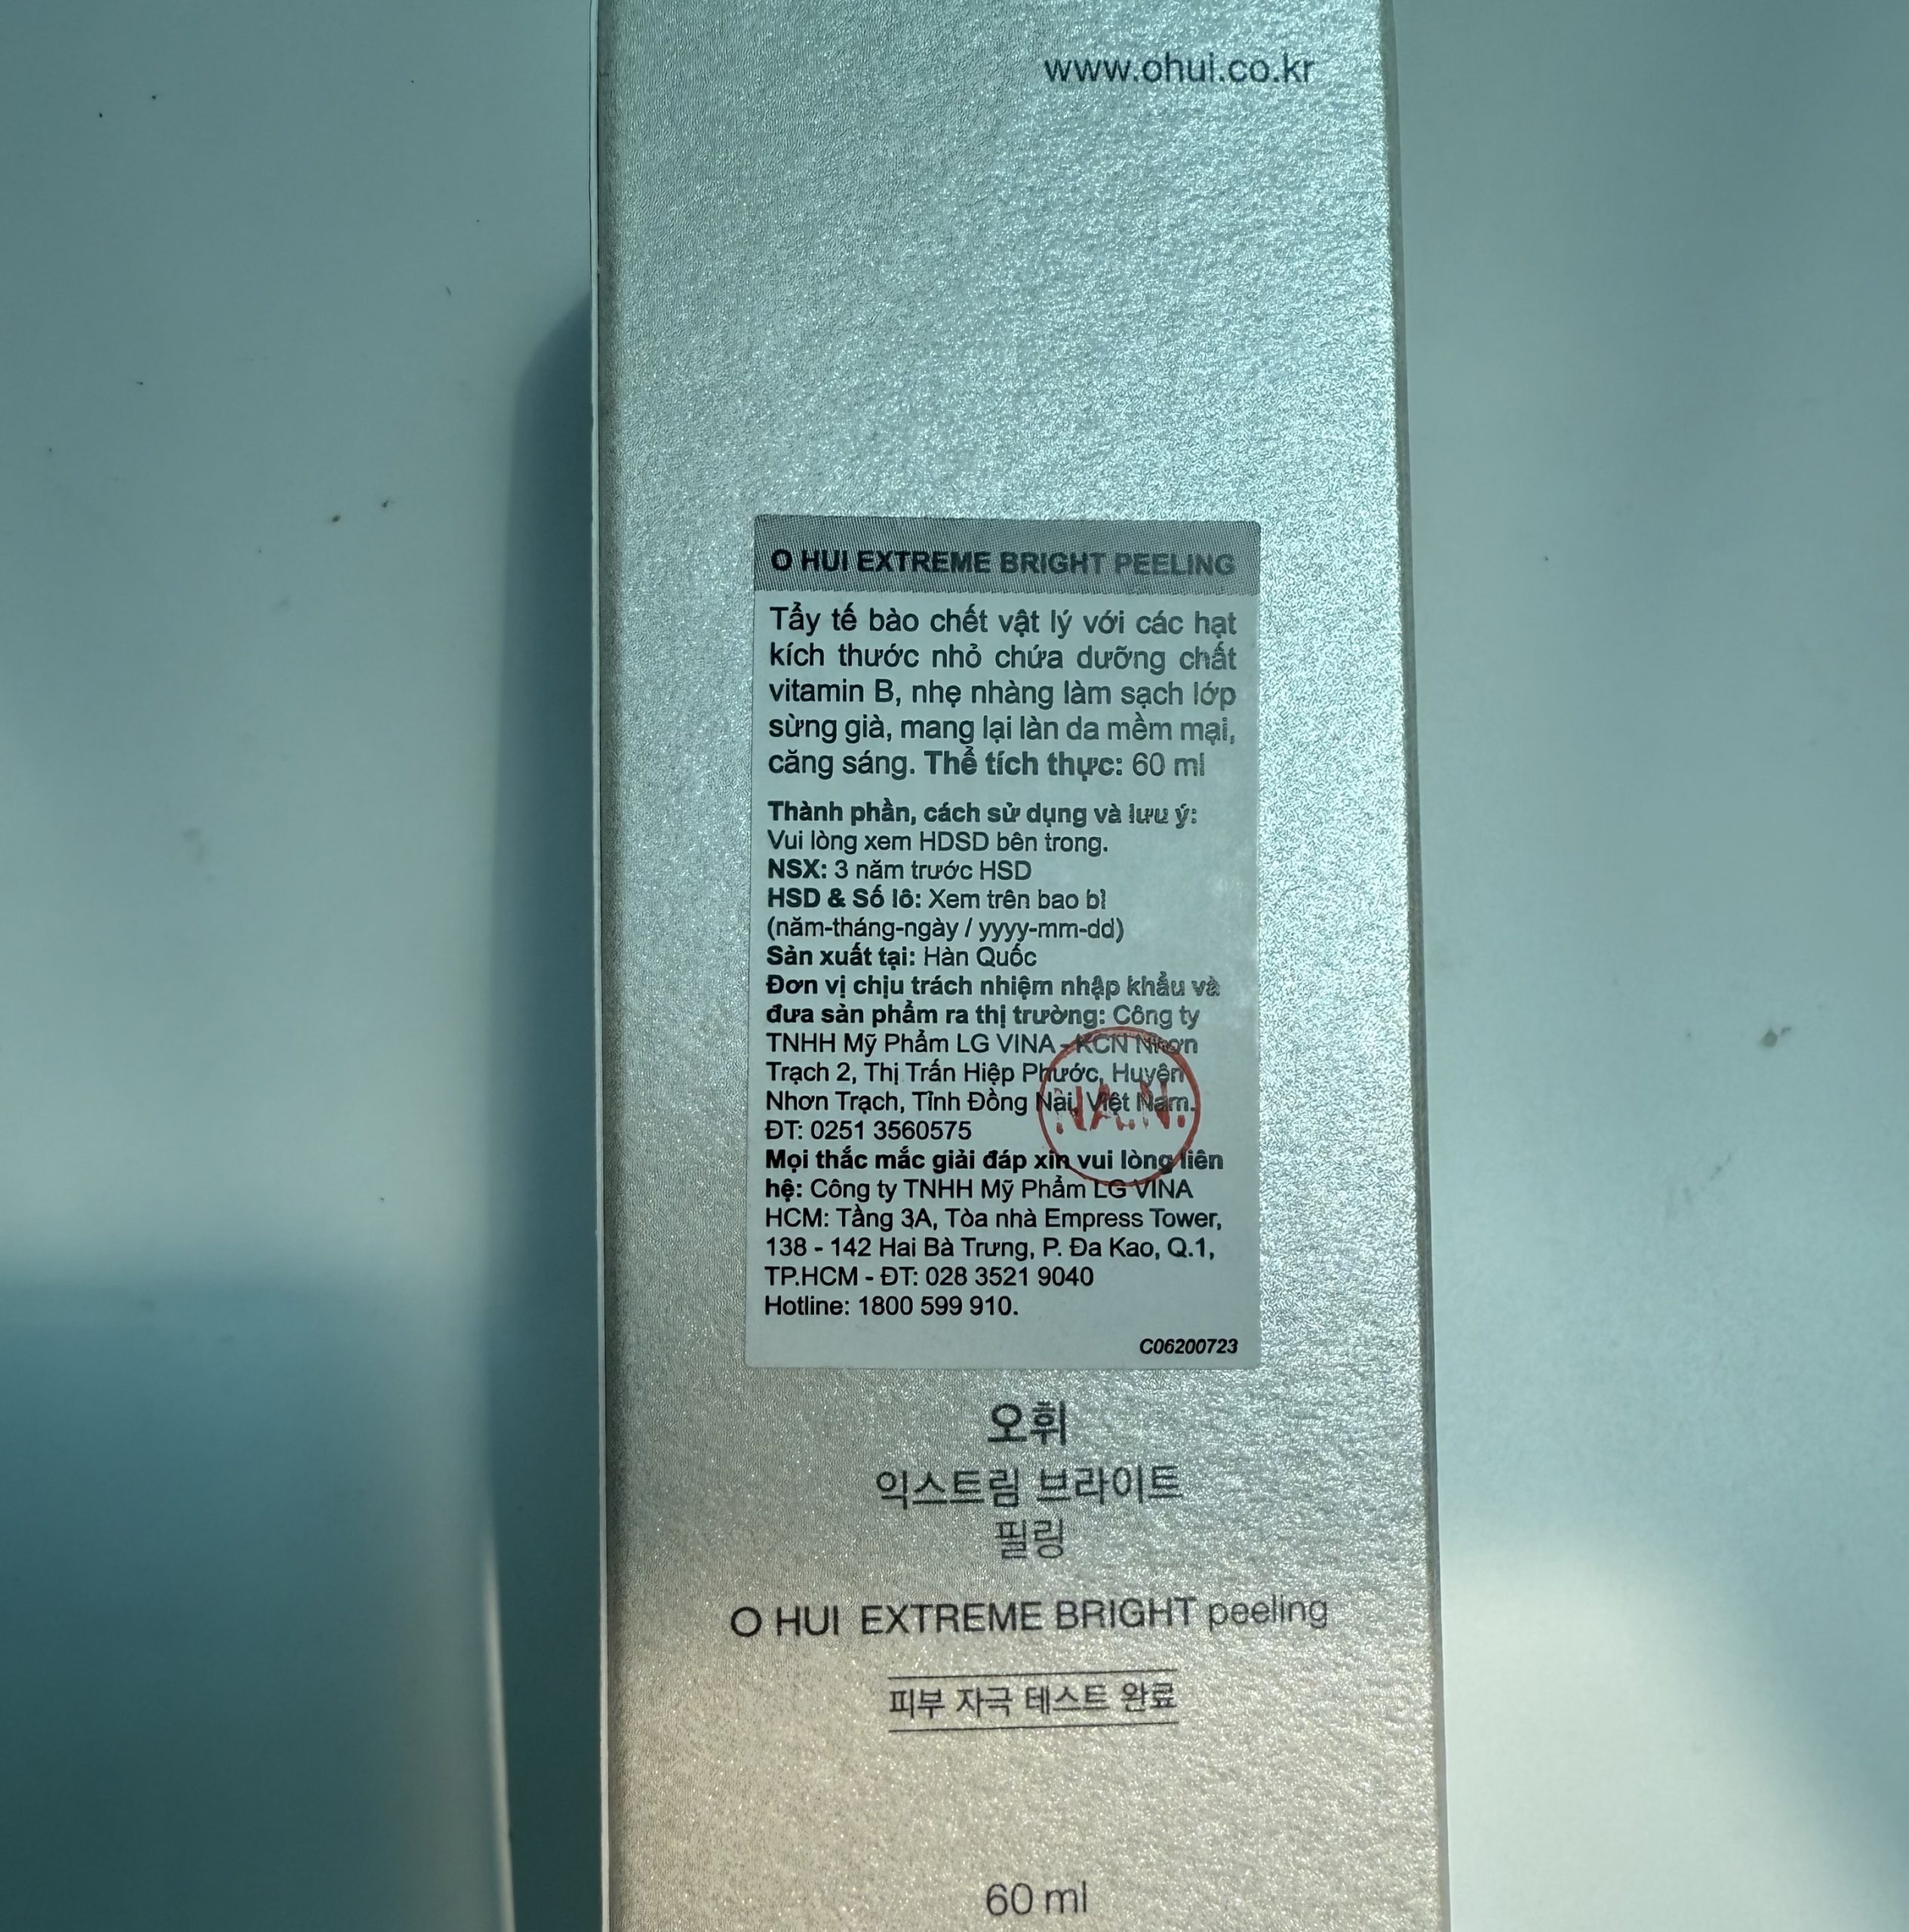 www.ohui.co.kr
O HUI EXTREME BRIGHT PEELING
Tẩy tế bào chết vật lý với các hạt
kích thước nhỏ chứa dưỡng chất
vitamin B, nhẹ nhàng làm sạch lớp
sừng già, mang lại làn da mềm mại,
căng sáng. Thể tích thực: 60 ml
Thành phần, cách sử dụng và lưu ý:
Vui lòng xem HDSD bên trong.
NSX: 3 năm trước HSD
HSD & Số lô: Xem trên bao bì
(năm-tháng-ngày / yyyy-mm-dd)
Sản xuất tại: Hàn Quốc
Đơn vị chịu trách nhiệm nhập khẩu và
đưa sản phẩm ra thị trường: Công ty
TNHH Mỹ Phẩm LG VINA - KCN Nhơn
Trạch 2, Thị Trấn Hiệp Phước, Huyện
Nhơn Trạch, Tỉnh Đồng Nai, Việt Nam.
ĐT: 0251 3560575
Mọi thắc mắc giải đáp xin vui lòng liên
hệ: Công ty TNHH Mỹ Phẩm LG VINA
HCM: Tầng 3A, Tòa nhà Empress Tower,
138 - 142 Hai Bà Trưng, P. Đa Kao, Q.1,
TP.HCM - ĐT: 028 3521 9040
Hotline: 1800 599 910.
C06200723
오휘
익스트림 브라이트
필링
O HUI EXTREME BRIGHT peeling
피부 자극 테스트 완료
60 ml